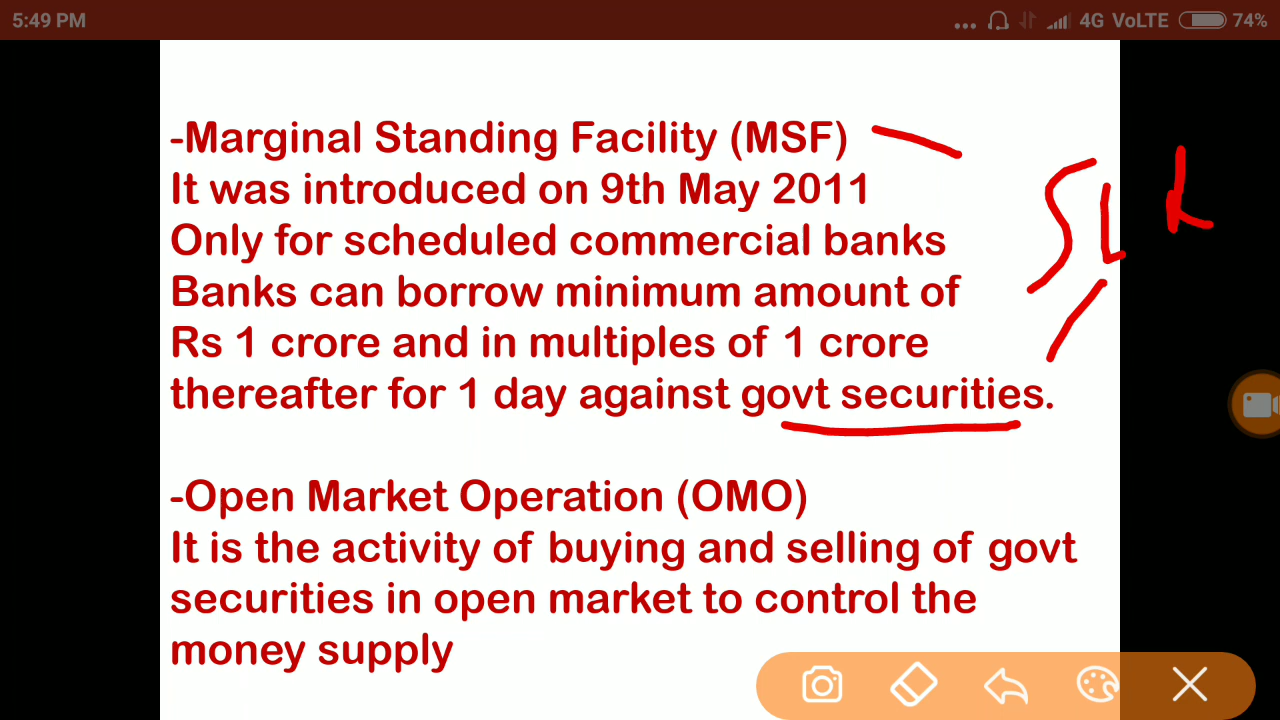 5:49 PM
4G VoLTE 74%
-Marginal Standing Facility (MSF)
It was introduced on 9th May 2011
Only for scheduled commercial banks
Banks can borrow minimum amount of
Rs 1 crore and in multiples of 1 crore
thereafter for 1 day against govt securities.
-Open Market Operation (OMO)
It is the activity of buying and selling of govt
securities in open market to control the
money supply